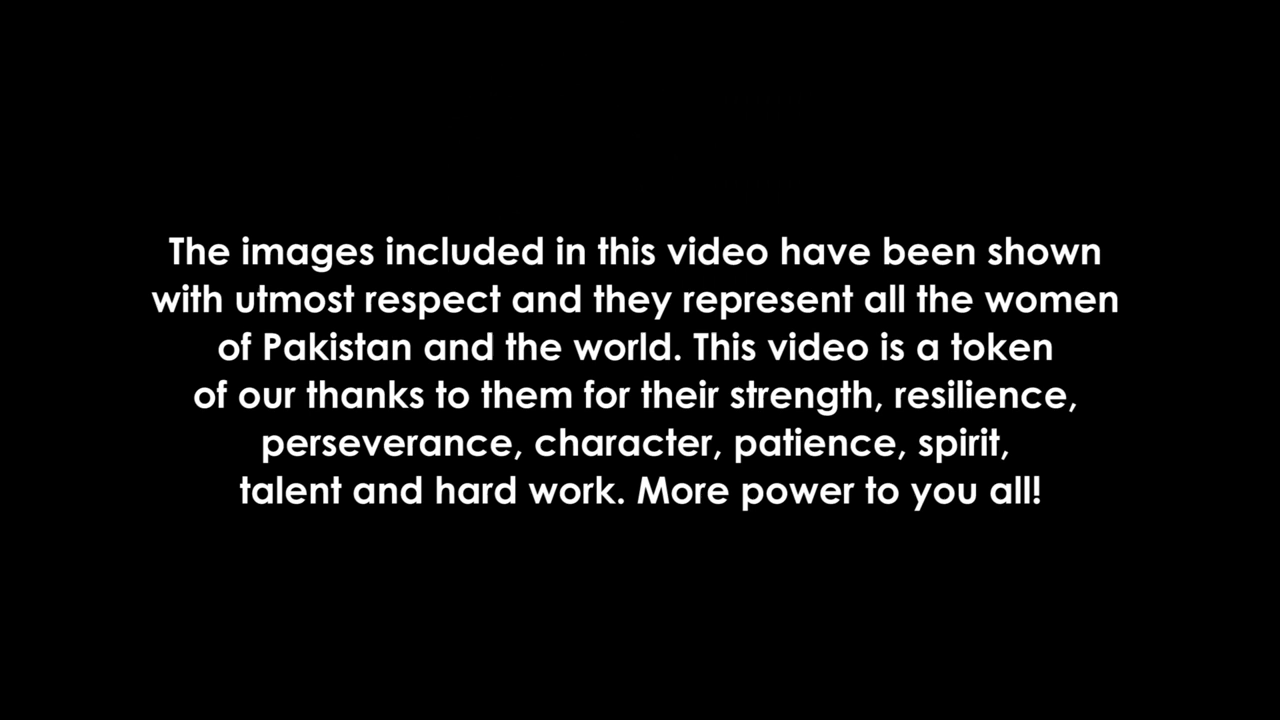 The images included in this video have been shown
with utmost respect and they represent all the women
of Pakistan and the world. This video is a token
of our thanks to them for their strength, resilience,
perseverance, character, patience, spirit,
talent and hard work. More power to you all!